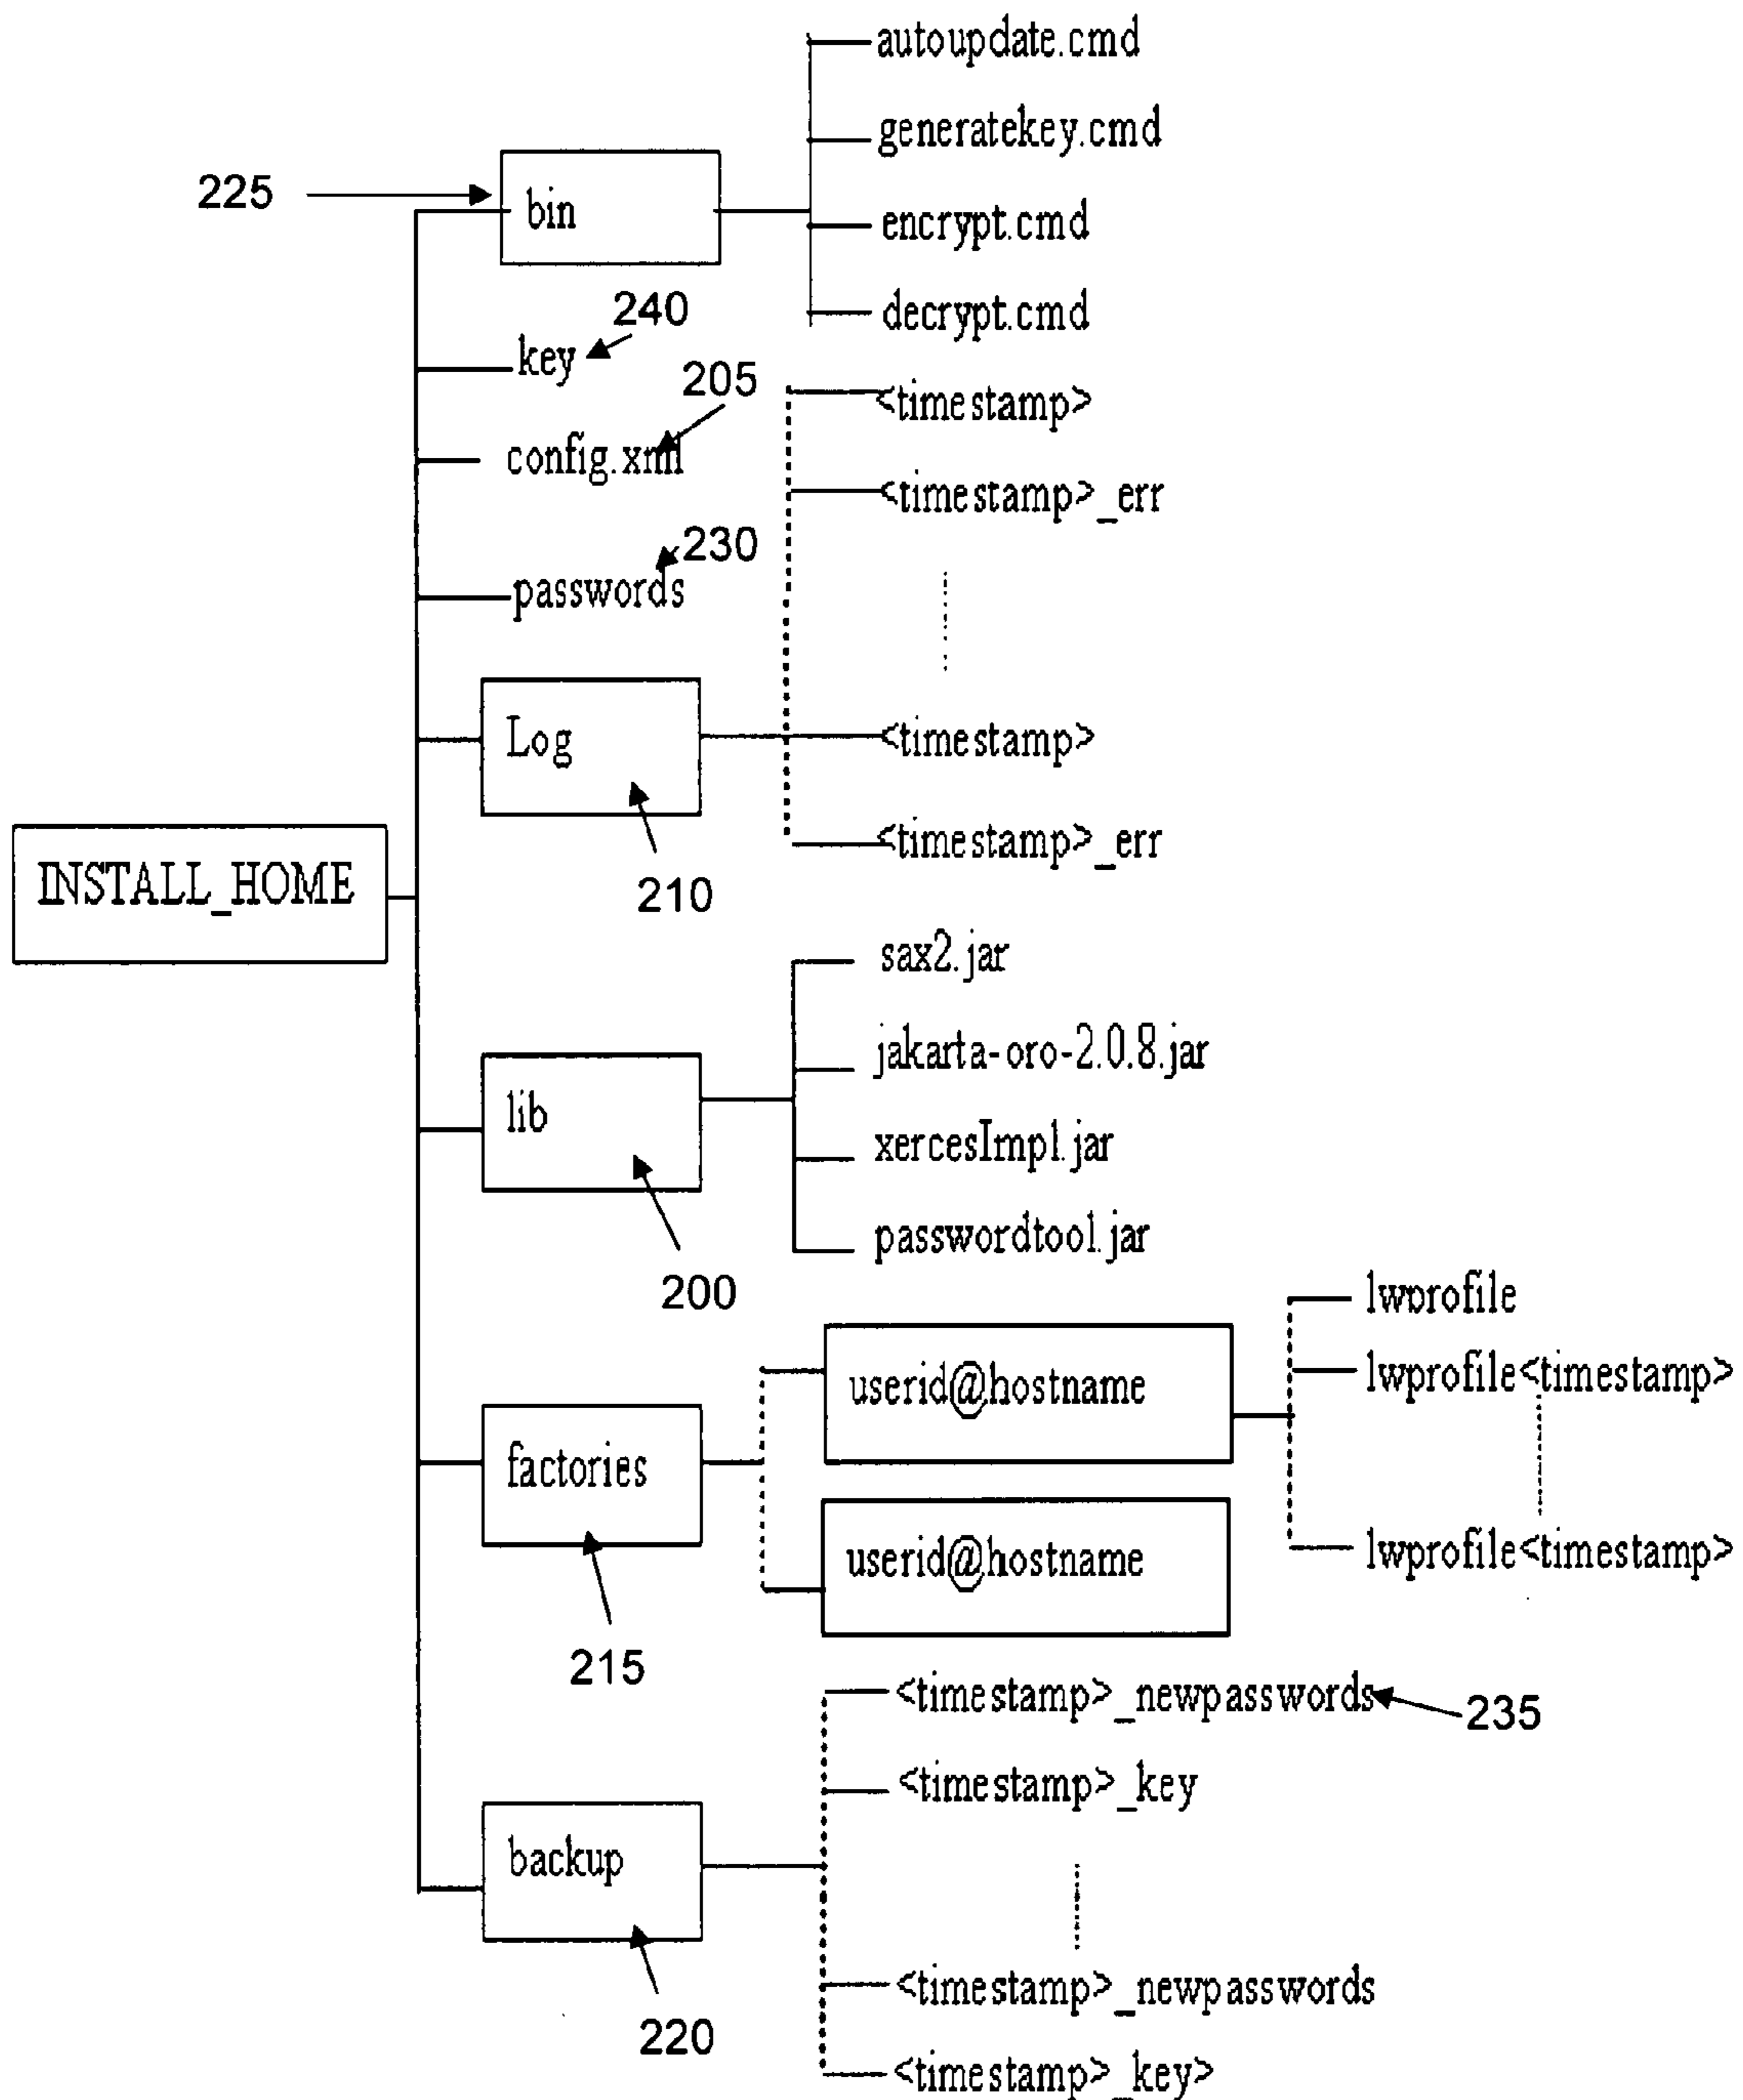 autoupdate.cmd
generatekey.cmd
225
bin
encrypt.cmd
decrypt.cmd
240
key
205
<timestamp>
config.xml
<timestamp>_err
230
passwords
Log
<timestamp>
<timestamp>_err
210
INSTALL_HOME
sax2.jar
jakarta-oro-2.0.8.jar
lib
xercesImpl.jar
passwordtool.jar
200
lwprofile
userid@hostname
lwprofile<timestamp>
factories
userid@hostname
lwprofile<timestamp>
215
<timestamp>_newpasswords
235
<timestamp>_key
backup
<timestamp>_newpasswords
220
<timestamp>_key>